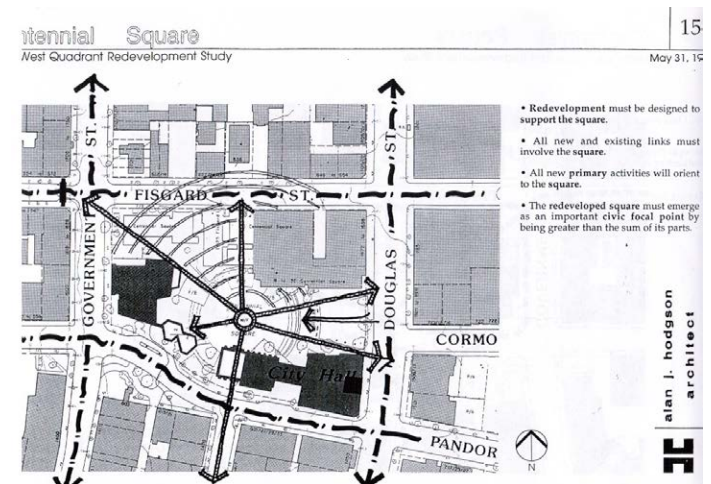 ntennial Square
West Quadrant Redevelopment Study
15
May 31, 19
• Redevelopment must be designed to
support the square.
• All new and existing links must
involve the square.
• All new primary activities will orient
to the square.
• The redeveloped square must emerge
as an important civic focal point by
being greater than the sum of its parts.
ST.
ST.
FISGARD ST.
GOVERNMEN
DOUGLAS
CORMO
City Hall
PANDOR
N
alan j. hodgson
architect